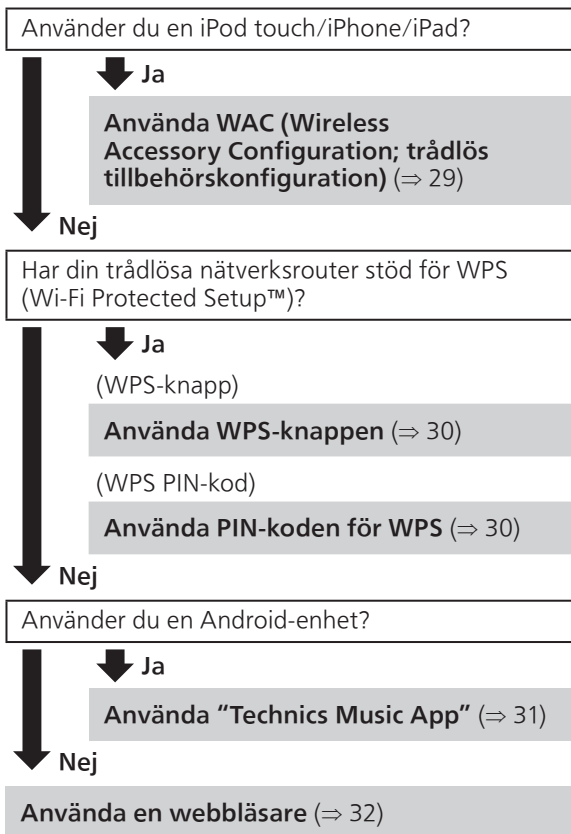 Använder du en iPod touch/iPhone/iPad?
Ja
Använda WAC (Wireless
Accessory Configuration; trådlös
tillbehörskonfiguration) (⇒ 29)
Nej
Har din trådlösa nätverksrouter stöd för WPS
(Wi-Fi Protected Setup™)?
Ja
(WPS-knapp)
Använda WPS-knappen (⇒ 30)
(WPS PIN-kod)
Använda PIN-koden för WPS (⇒ 30)
Nej
Använder du en Android-enhet?
Ja
Använda "Technics Music App" (⇒ 31)
Nej
Använda en webbläsare (⇒ 32)